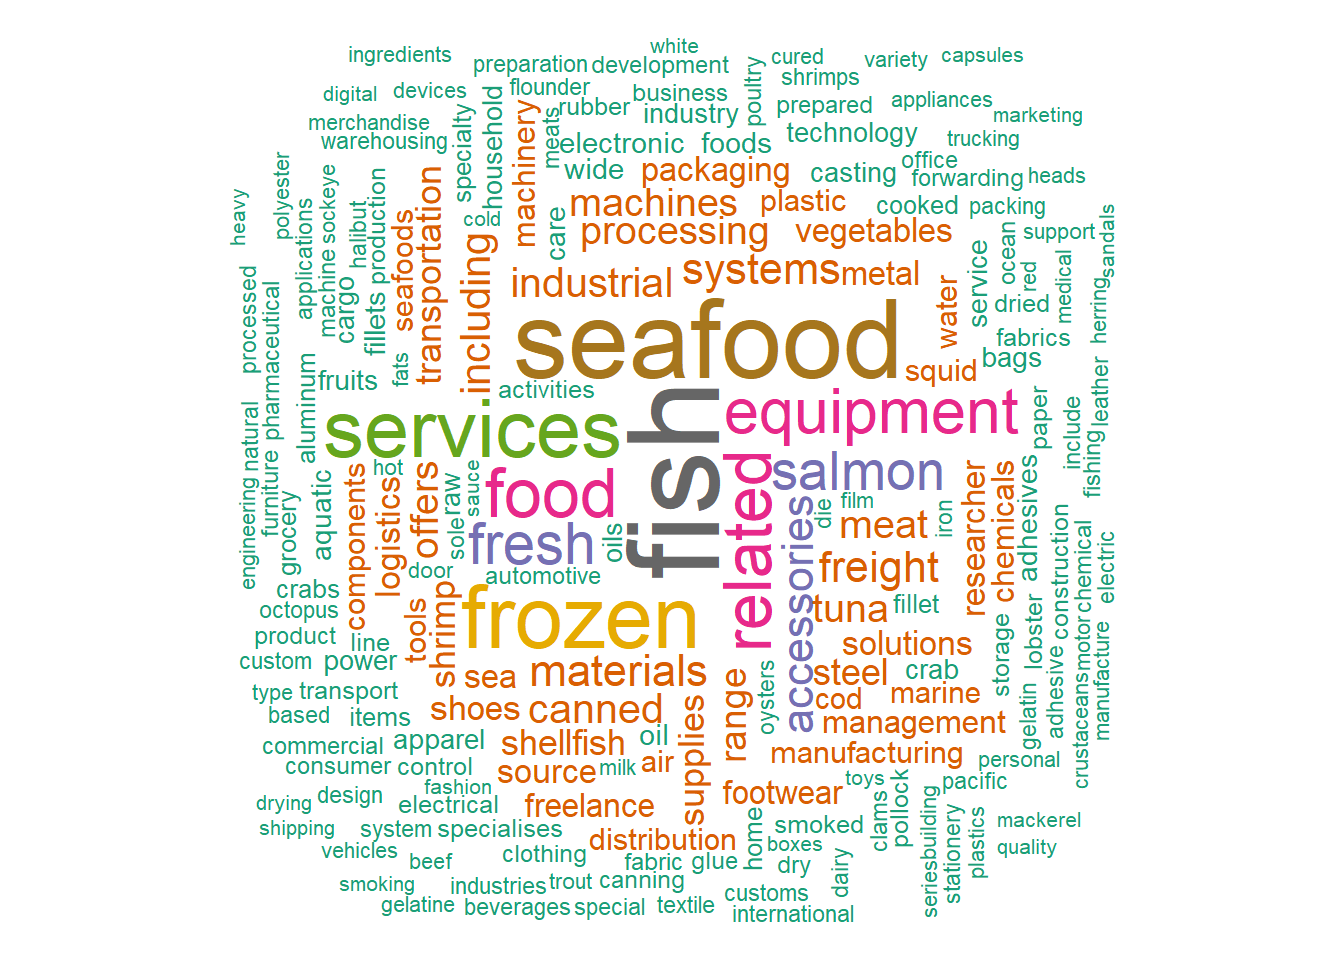 white
ingredients
cured
variety
capsules
preparation
development
shrimps
flounder
digital
devices
household
business
poultry
prepared
appliances
marketing
merchandise
specialty
machinery
meats
rubber
industry
technology
trucking
warehousing
electronic
foods
office
polyester
wide
packaging
casting
forwarding
heads
heavy
applications
machine
sockeye
halibut
production
seafoods
transportation
cold
care
machines
plastic
cooked
packing
processing
vegetables
service
ocean
red
support
medical
herring
sandals
processed
pharmaceutical
cargo
fillets
including
industrial
systems
metal
water
dried
fabrics
seafood
squid
bags
fruits
fats
activities
aluminum
services
fish
equipment
paper
include
fishing
leather
natural
engineering
furniture
grocery
aquatic
components
hot
logistics
offers
raw
sauce
sole
food
related
salmon
accessories
die
film
iron
researcher
chemicals
adhesives
fresh
oils
meat
door
automotive
freight
construction
chemical
electric
crabs
octopus
tools
shrimp
frozen
tuna
fillet
product
line
solutions
storage
lobster
adhesive
motor
manufacture
custom
power
sea
materials
steel
crab
type
transport
range
oysters
cod
marine
based
items
shoes
canned
supplies
management
gelatin
crustaceans
commercial
apparel
shellfish
oil
manufacturing
consumer
control
source
milk
air
personal
fashion
toys
pacific
drying
design
electrical
freelance
footwear
clams
pollock
shipping
system
specialises
distribution
home
smoked
building
series
stationery
plastics
mackerel
vehicles
beef
clothing
fabric
glue
boxes
dry
dairy
quality
smoking
industries
trout
canning
customs
gelatine
beverages
special
textile
international